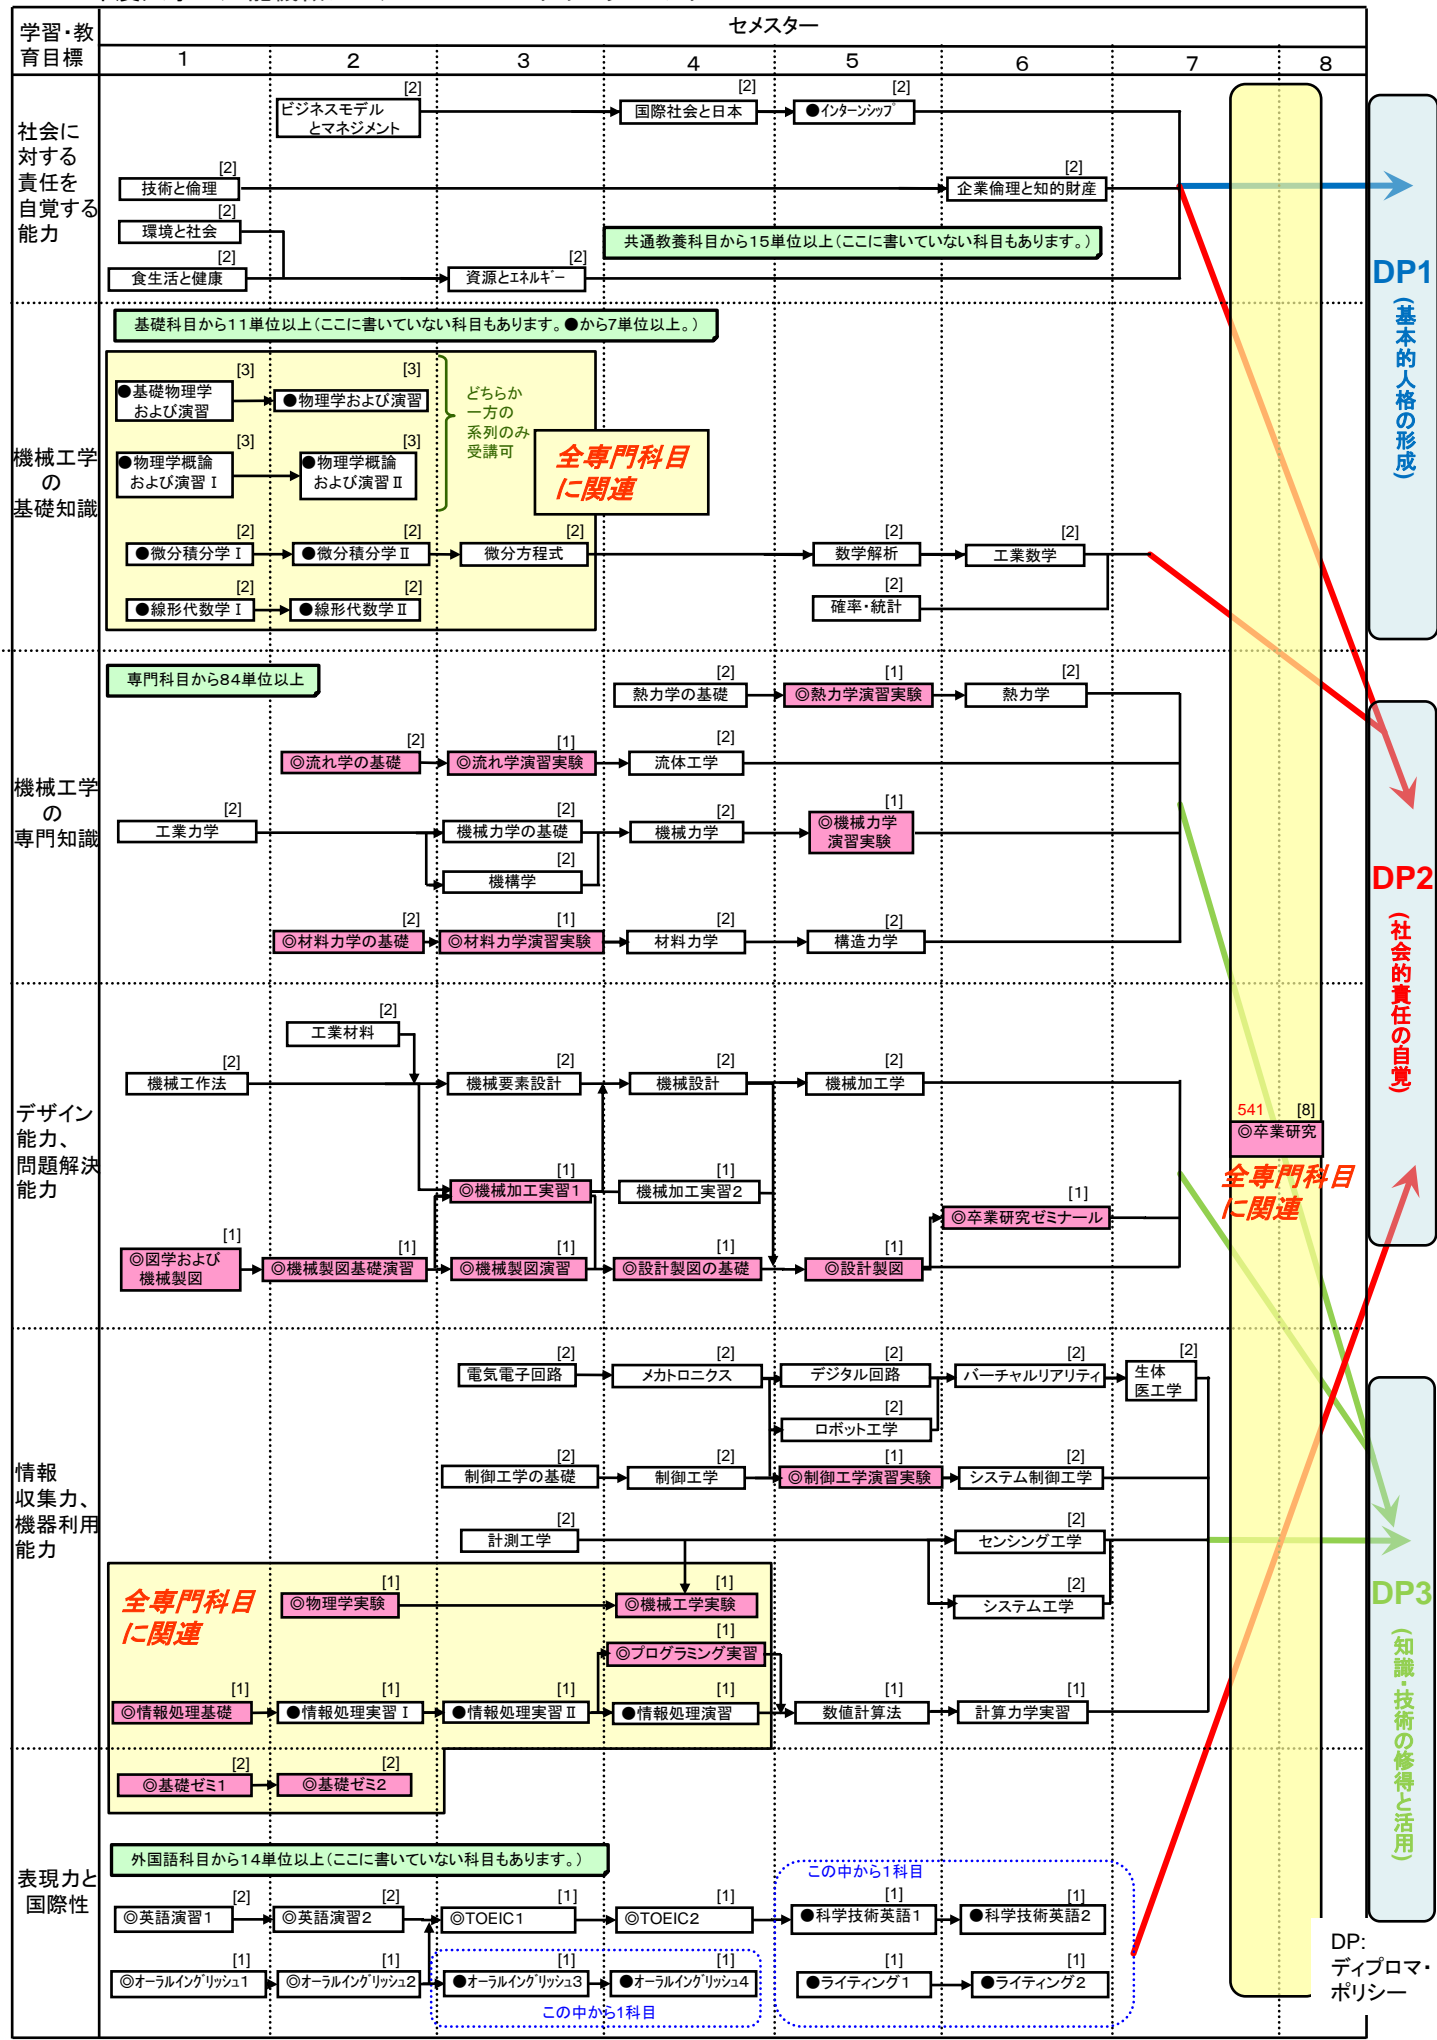 学習・教
育目標
セメスター
1
2
3
4
5
6
7
8
社会に
対する
責任を
自覚する
能力
[2]
ビジネスモデル
とマネジメント
[2]
国際社会と日本
[2]
●インターンシップ
[2]
技術と倫理
[2]
企業倫理と知的財産
[2]
環境と社会
共通教養科目から15単位以上(ここに書いていない科目もあります。)
[2]
食生活と健康
[2]
資源とエネルギー
機械工学
の
基礎知識
基礎科目から11単位以上(ここに書いていない科目もあります。●から7単位以上。)
[3]
●基礎物理学
および演習
[3]
●物理学および演習
どちらか
一方の
系列のみ
受講可
[3]
●物理学概論
および演習Ⅰ
[3]
●物理学概論
および演習Ⅱ
全専門科目
に関連
[2]
●微分積分学Ⅰ
[2]
●微分積分学Ⅱ
[2]
微分方程式
[2]
数学解析
[2]
工業数学
[2]
●線形代数学Ⅰ
[2]
●線形代数学Ⅱ
[2]
確率・統計
機械工学
の
専門知識
専門科目から84単位以上
[2]
熱力学の基礎
[1]
◎熱力学演習実験
[2]
熱力学
[2]
◎流れ学の基礎
[1]
◎流れ学演習実験
[2]
流体工学
[2]
工業力学
[2]
機械力学の基礎
[2]
機械力学
[1]
◎機械力学
演習実験
[2]
機構学
[2]
◎材料力学の基礎
[1]
◎材料力学演習実験
[2]
材料力学
[2]
構造力学
デザイン
能力、
問題解決
能力
[2]
工業材料
[2]
機械工作法
[2]
機械要素設計
[2]
機械設計
[2]
機械加工学
541
[8]
◎卒業研究
全専門科目
に関連
[1]
◎機械加工実習1
[1]
機械加工実習2
[1]
◎卒業研究ゼミナール
[1]
◎図学および
機械製図
[1]
◎機械製図基礎演習
[1]
◎機械製図演習
[1]
◎設計製図の基礎
[1]
◎設計製図
情報
収集力、
機器利用
能力
[2]
電気電子回路
[2]
メカトロニクス
[2]
デジタル回路
[2]
バーチャルリアリティ
[2]
生体
医工学
[2]
ロボット工学
[2]
制御工学の基礎
[2]
制御工学
[1]
◎制御工学演習実験
[2]
システム制御工学
[2]
計測工学
[2]
センシング工学
全専門科目
に関連
[1]
◎物理学実験
[1]
◎機械工学実験
[2]
システム工学
[1]
◎プログラミング実習
[1]
◎情報処理基礎
[1]
●情報処理実習Ⅰ
[1]
●情報処理実習Ⅱ
[1]
●情報処理演習
[1]
数値計算法
[1]
計算力学実習
表現力と
国際性
[2]
◎基礎ゼミ1
[2]
◎基礎ゼミ2
外国語科目から14単位以上(ここに書いていない科目もあります。)
この中から1科目
[2]
◎英語演習1
[2]
◎英語演習2
[1]
◎TOEIC1
[1]
◎TOEIC2
[1]
●科学技術英語1
[1]
●科学技術英語2
[1]
◎オーラルイングリッシュ1
[1]
◎オーラルイングリッシュ2
[1]
●オーラルイングリッシュ3
[1]
●オーラルイングリッシュ4
[1]
●ライティング1
[1]
●ライティング2
この中から1科目
DP1
(基本的人格の形成)
DP2
(社会的責任の自覚)
DP3
(知識・技術の修得と活用)
DP:
ディプロマ・
ポリシー